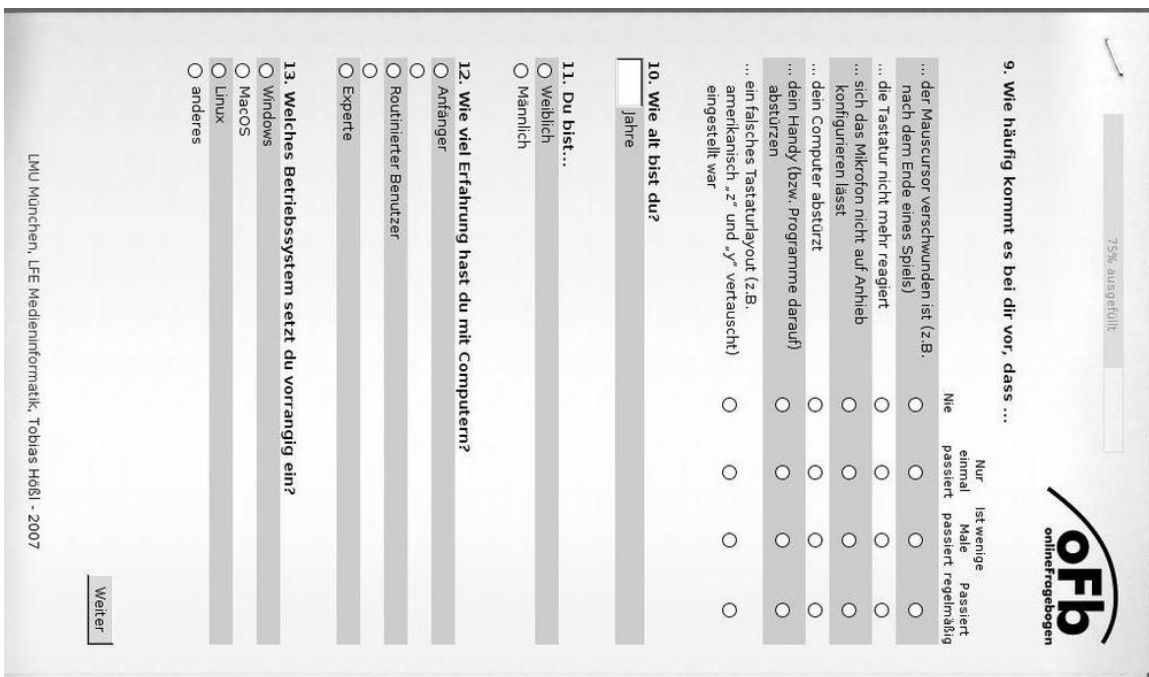 75% ausgefüllt
oFb
onlineFragebogen
9. Wie häufig kommt es bei dir vor, dass ...
Nie
Nur einmal passiert
Ist wenige Male passiert
Passiert regelmäßig
... der Mauscursor verschwunden ist (z.B.
nach dem Ende eines Spiels)
... die Tastatur nicht mehr reagiert
... sich das Mikrofon nicht auf Anhieb
konfigurieren lässt
... dein Computer abstürzt
... dein Handy (bzw. Programme darauf)
abstürzen
... ein falsches Tastaturlayout (z.B.
amerikanisch „z“ und „y“ vertauscht)
eingestellt war
10. Wie alt bist du?
Jahre
11. Du bist...
Weiblich
Männlich
12. Wie viel Erfahrung hast du mit Computern?
Anfänger
Routinierter Benutzer
Experte
13. Welches Betriebssystem setzt du vorrangig ein?
Windows
MacOS
Linux
anderes
Weiter
LMU München, LFE Medieninformatik, Tobias Hößl - 2007